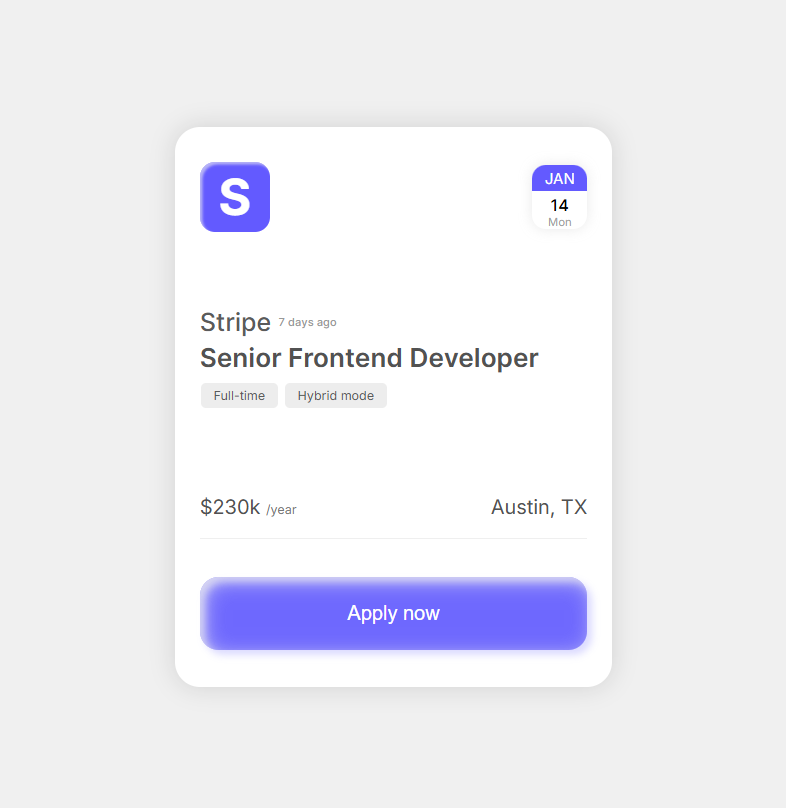 S
JAN
14
Mon
Stripe 7 days ago
Senior Frontend Developer
Full-time Hybrid mode
$230k /year Austin, TX
Apply now